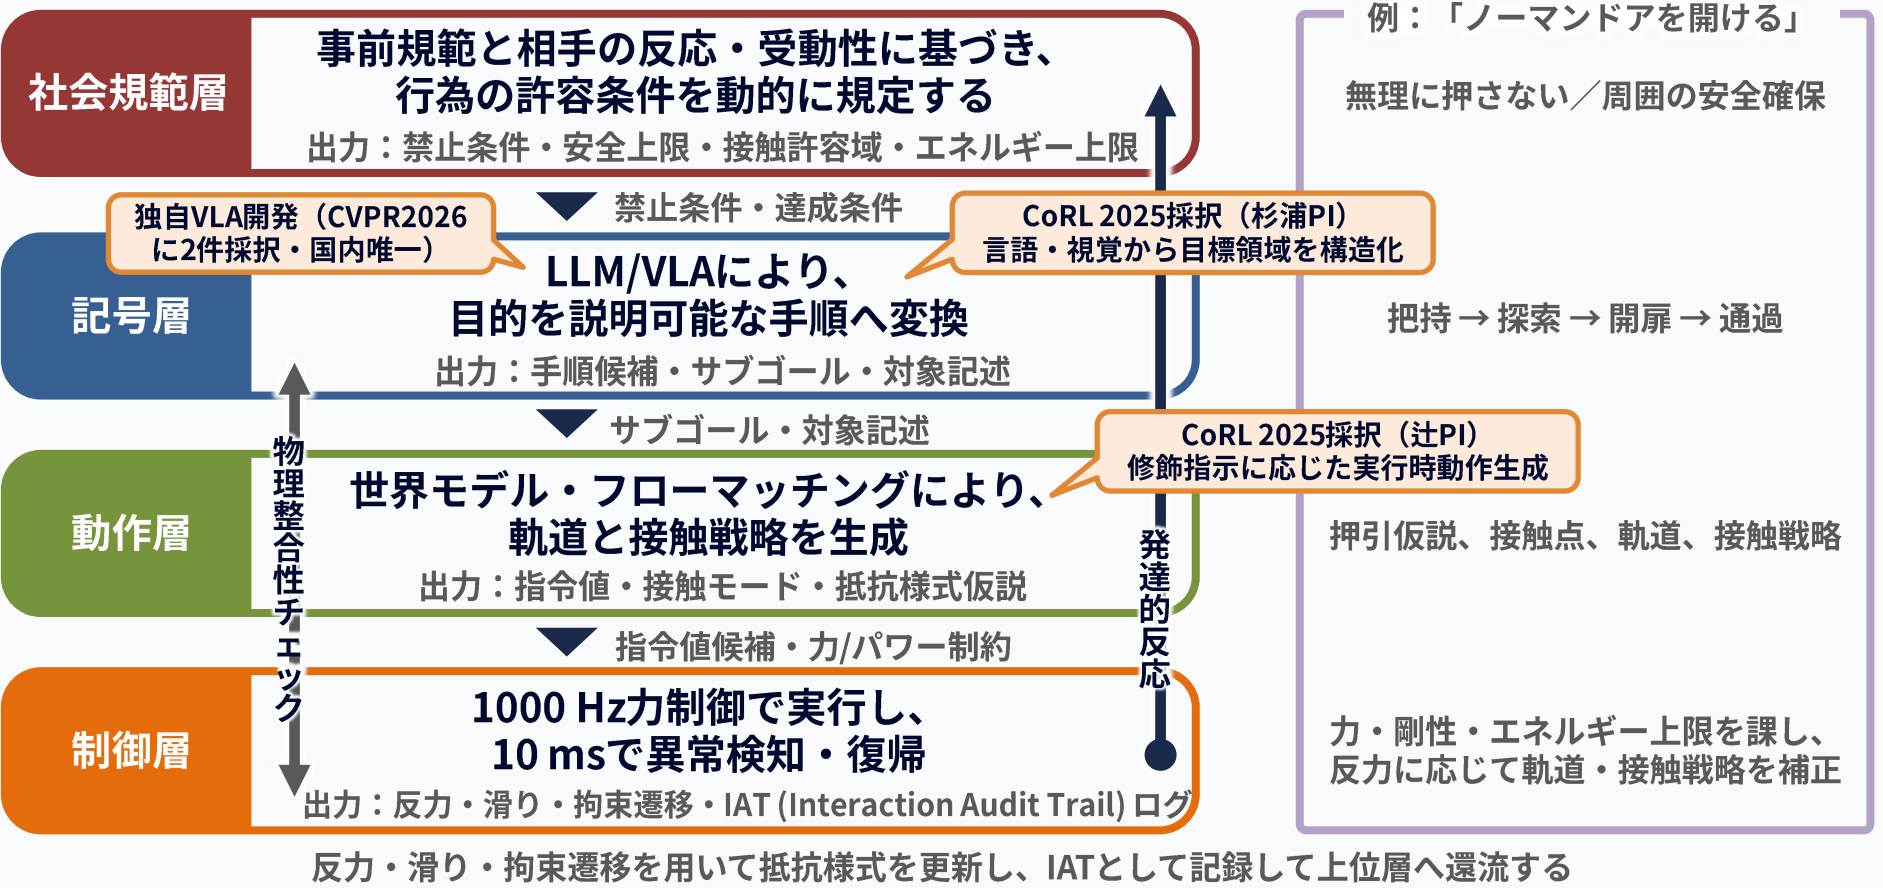 社会規範層
事前規範と相手の反応・受動性に基づき、
行為の許容条件を動的に規定する
出力：禁止条件・安全上限・接触許容域・エネルギー上限
例：「ノーマンドアを開ける」
無理に押さない／周囲の安全確保
禁止条件・達成条件
独自VLA開発（CVPR2026
に2件採択・国内唯一）
CoRL 2025採択（杉浦PI）
言語・視覚から目標領域を構造化
記号層
LLM/VLAにより、
目的を説明可能な手順へ変換
出力：手順候補・サブゴール・対象記述
把持 → 探索 → 開扉 → 通過
サブゴール・対象記述
CoRL 2025採択（辻PI）
修飾指示に応じた実行時動作生成
物理整合性チェック
動作層
世界モデル・フローマッチングにより、
軌道と接触戦略を生成
出力：指令値・接触モード・抵抗様式仮説
発達的反応
押引仮説、接触点、軌道、接触戦略
指令値候補・力/パワー制約
制御層
1000 Hz力制御で実行し、
10 msで異常検知・復帰
出力：反力・滑り・拘束遷移・IAT (Interaction Audit Trail) ログ
力・剛性・エネルギー上限を課し、
反力に応じて軌道・接触戦略を補正
反力・滑り・拘束遷移を用いて抵抗様式を更新し、IATとして記録して上位層へ還流する